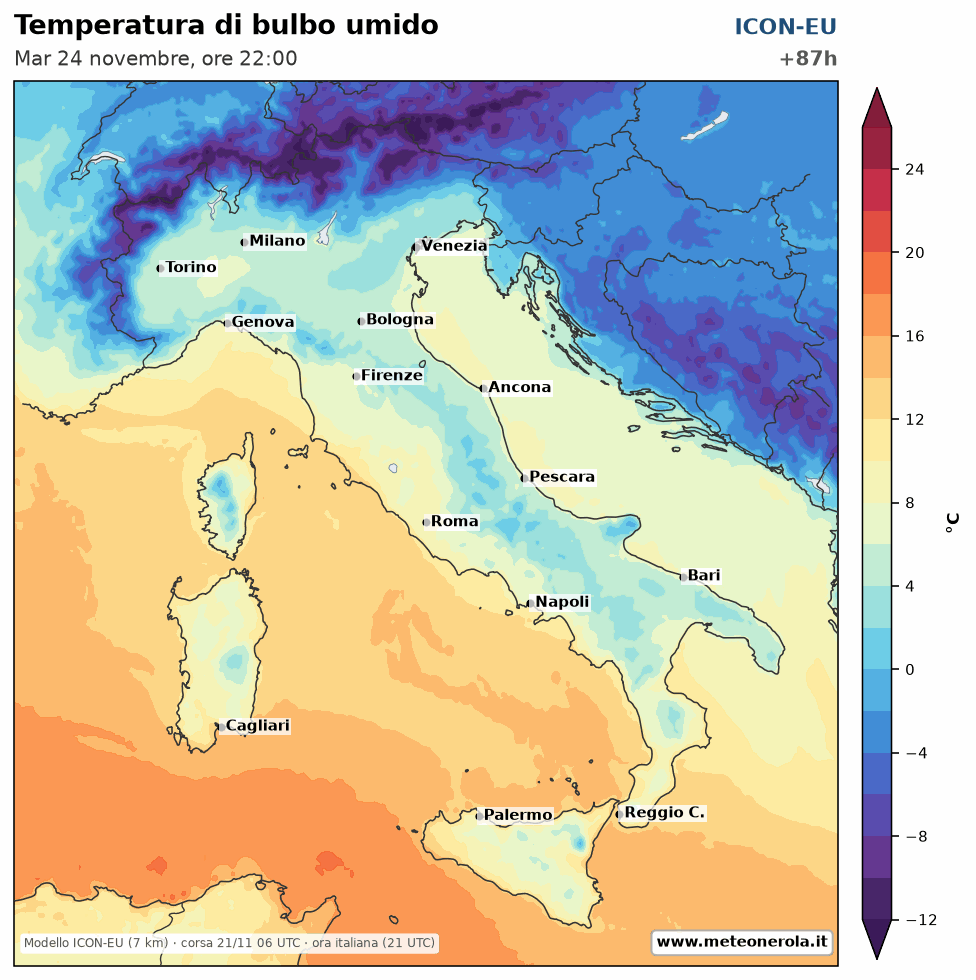 Temperatura di bulbo umido
ICON-EU
Mar 24 novembre, ore 22:00
+87h
24
20
16
12
8
4
0
−4
−8
−12
°C
Milano
Venezia
Torino
Genova
Bologna
Firenze
Ancona
Pescara
Roma
Bari
Napoli
Cagliari
Palermo
Reggio C.
Modello ICON-EU (7 km) · corsa 21/11 06 UTC · ora italiana (21 UTC)
www.meteonerola.it